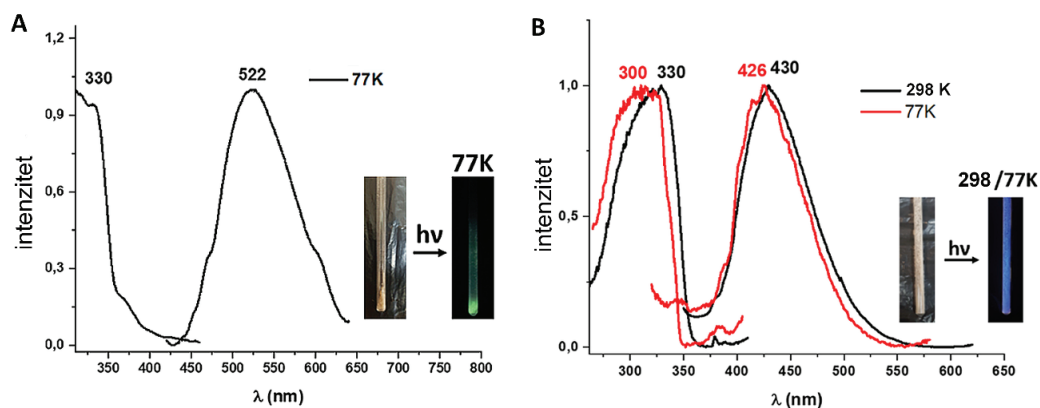 A
1,2
0,9
0,6
0,3
0,0
intenzitet
330
522
77K
77K
hν
300 350 400 450 500 550 600 650 700 750 800
λ (nm)
B
1,0
0,5
0,0
intenzitet
300 330
426 430
298 K
77K
298/77K
hν
300 350 400 450 500 550 600 650
λ (nm)